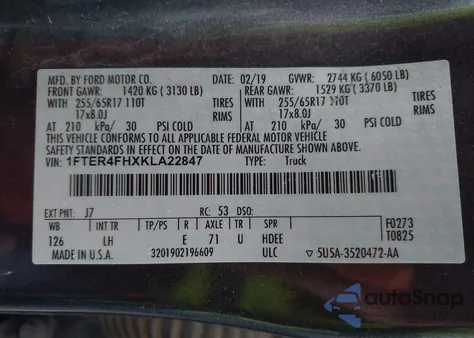 MFD. BY FORD MOTOR CO. 02/19 GVWR: 2744 KG (6050 LB)
FRONT GAWR: 1420 KG (3130 LB) REAR GAWR: 1529 KG (3370 LB)
WITH 255/65R17 110T TIRES WITH 255/65R17 110T TIRES
17x8.0J RIMS 17x8.0J RIMS
AT 210 kPa/ 30 PSI COLD AT 210 kPa/ 30 PSI COLD
THIS VEHICLE CONFORMS TO ALL APPLICABLE FEDERAL MOTOR VEHICLE
SAFETY STANDARDS IN EFFECT ON THE DATE OF MANUFACTURE SHOWN ABOVE.
VIN: 1FTER4FHXKLA22847 TYPE: Truck
EXT PNT: J7 RC: 53 DSO:
WB INT TR TP/PS R AXLE TR SPR F0273
126 LH E 71 U HDEE T0825
MADE IN U.S.A. 3201902196609 ULC 5U5A-3520472-AA
autoSnap